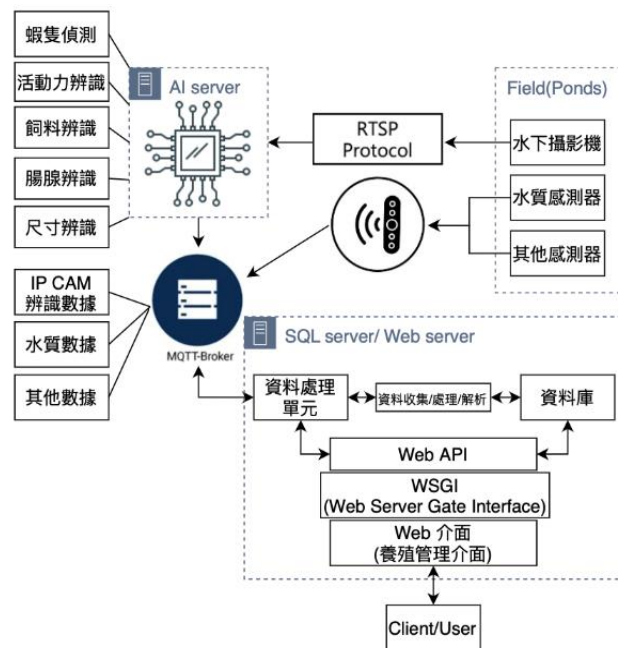 蝦隻偵測
活動力辨識
飼料辨識
腸腺辨識
尺寸辨識
AI server
RTSP
Protocol
Field(Ponds)
水下攝影機
水質感測器
其他感測器
IP CAM
辨識數據
水質數據
其他數據
MQTT-Broker
SQL server/ Web server
資料處理
單元
資料收集/處理/解析
資料庫
Web API
WSGI
(Web Server Gate Interface)
Web 介面
(養殖管理介面)
Client/User